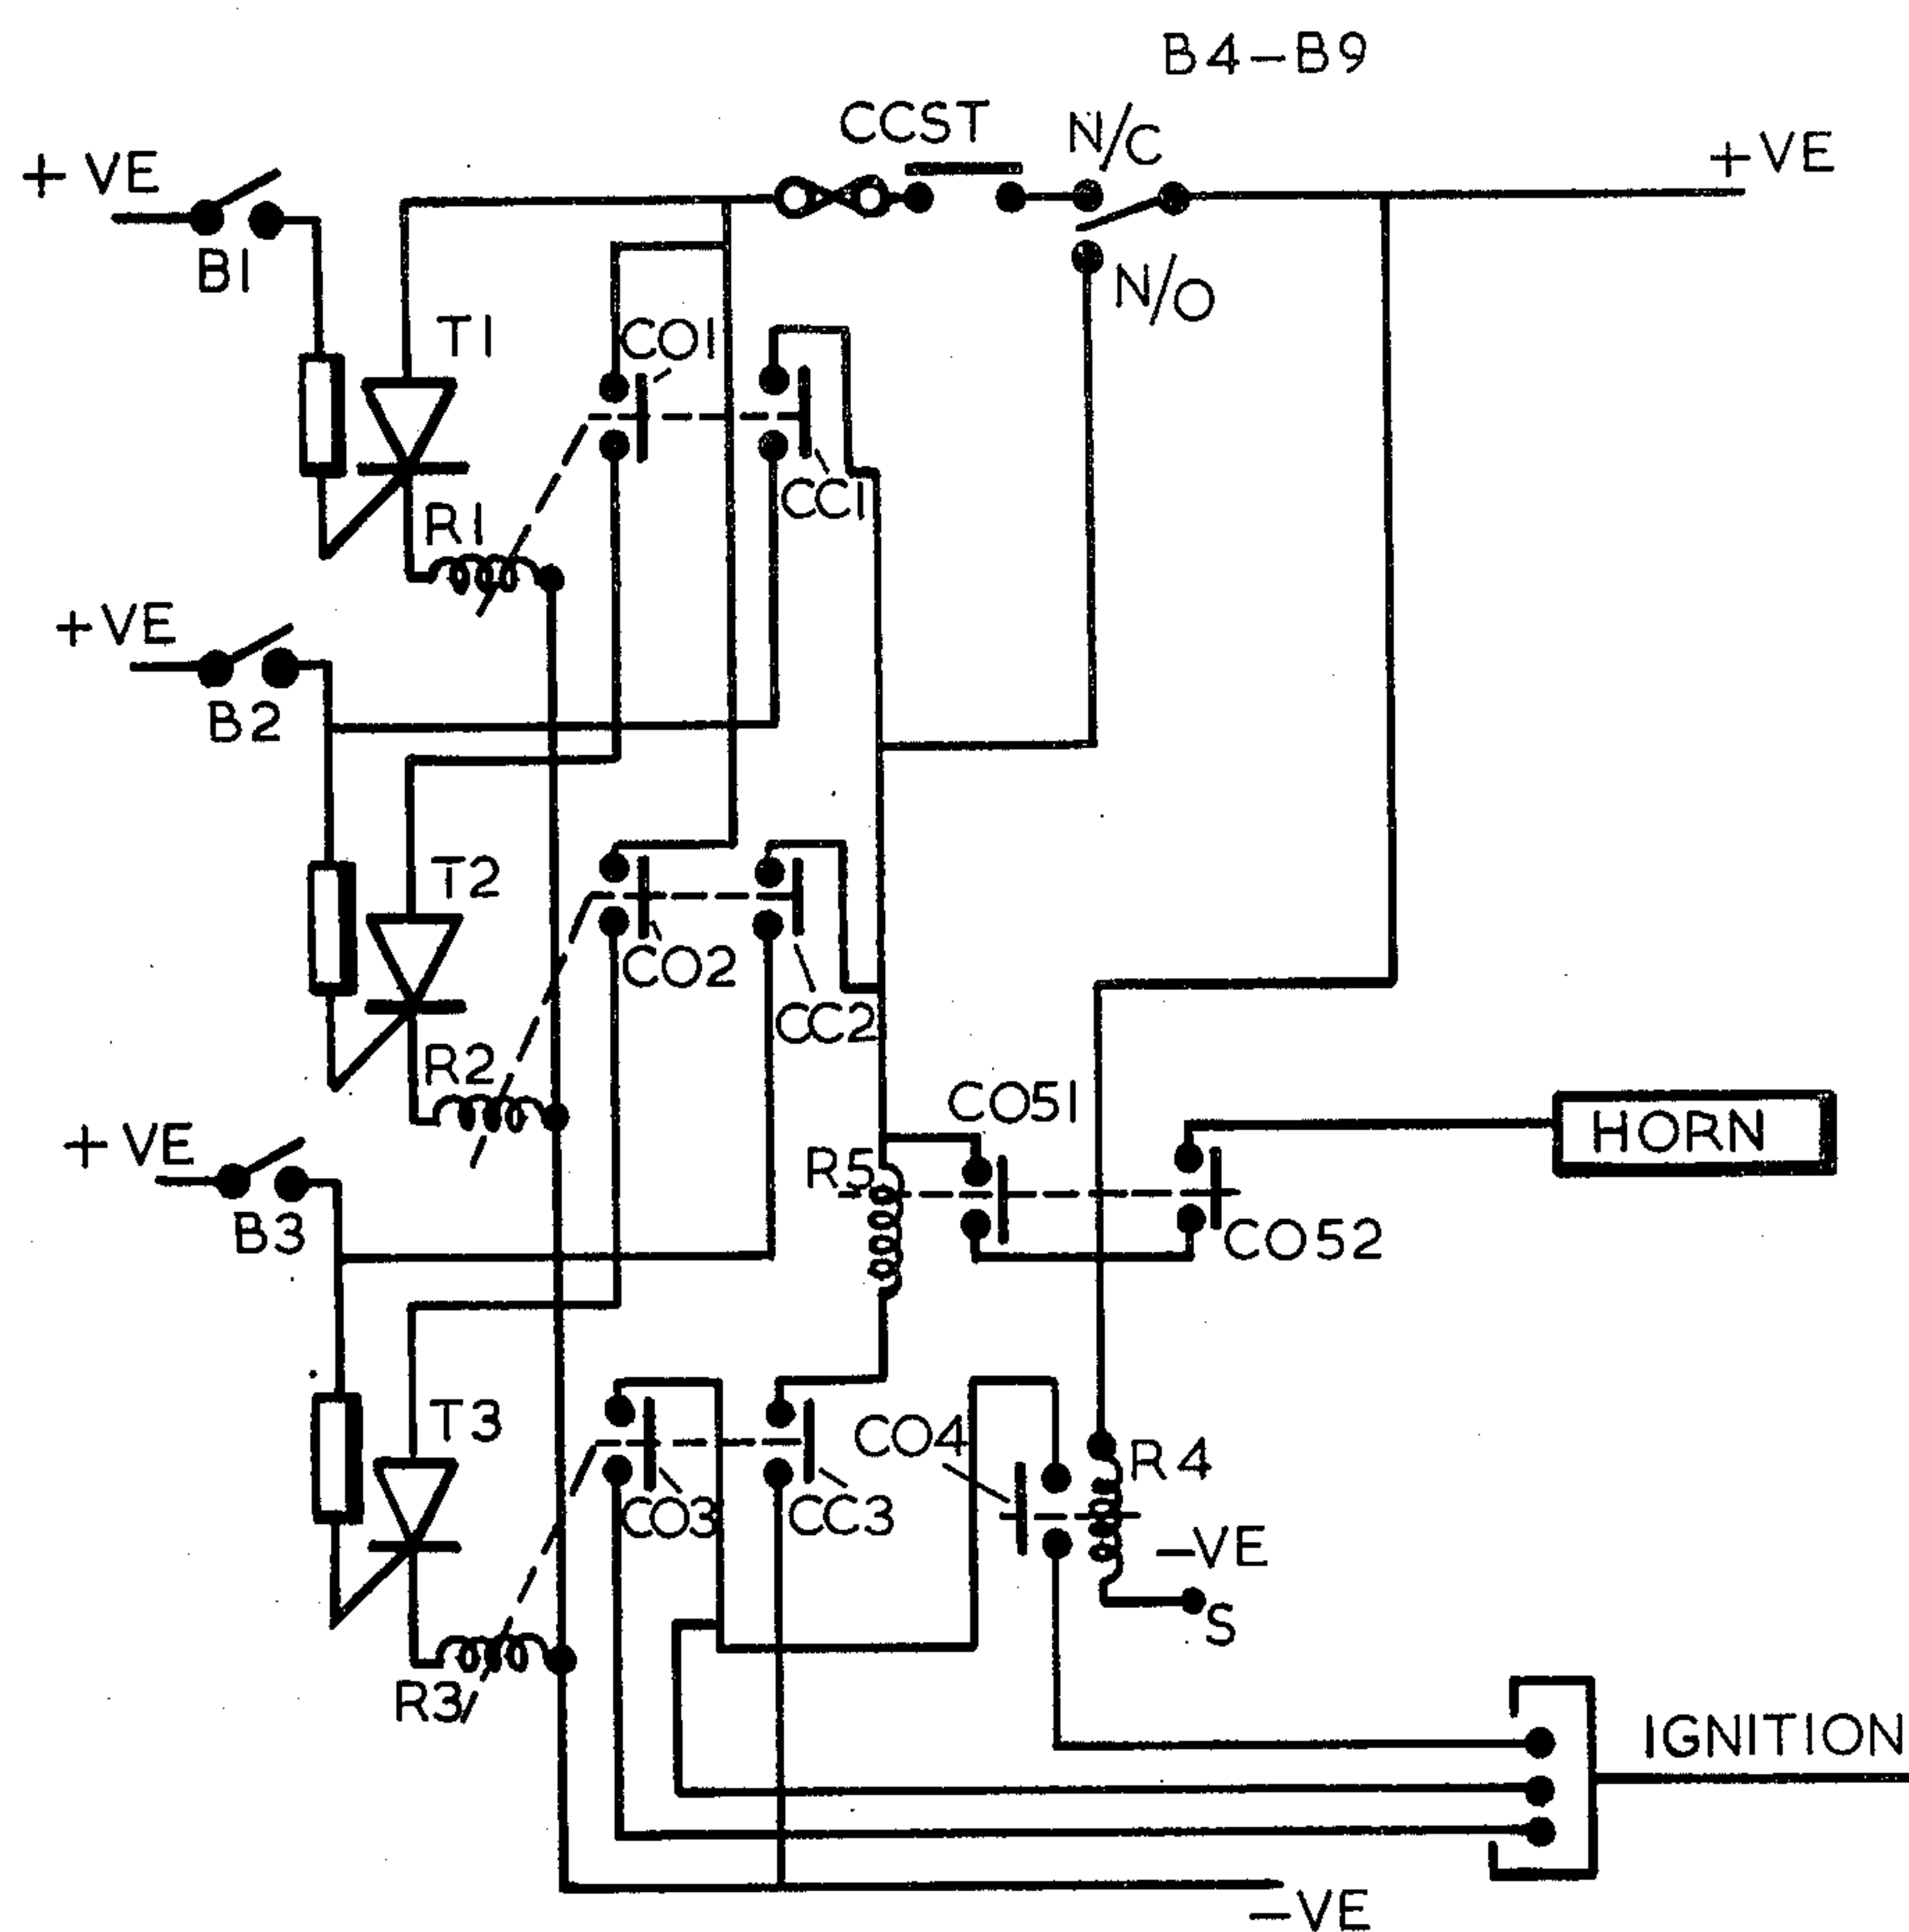 B4-B9
CCST
N/C
+VE
+VE
B1
N/O
T1
CO1
CC1
R1
+VE
B2
T2
CO2
CC2
R2
CO51
+VE
B3
R5
HORN
CO52
T3
CO4
R4
CO3
CC3
-VE
S
R3
IGNITION
-VE